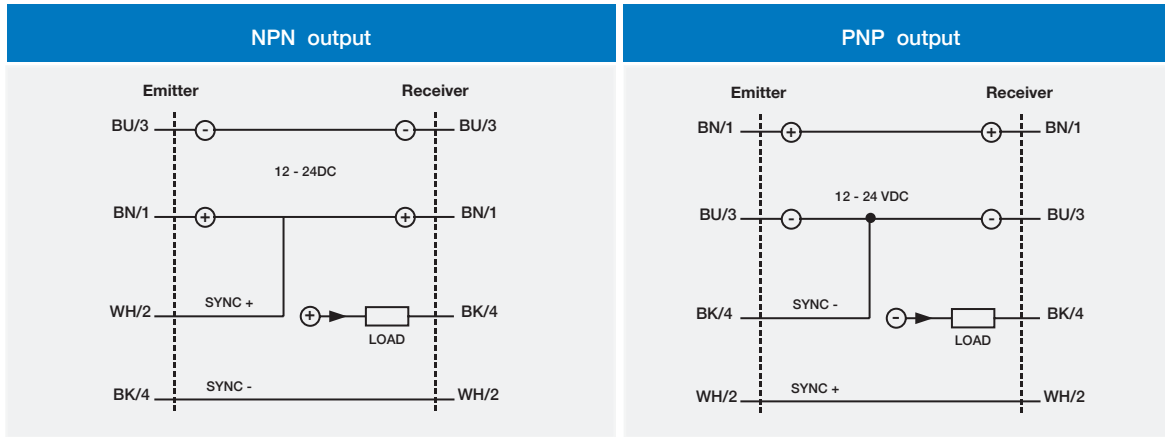 NPN output
Emitter Receiver
BU/3 - - BU/3
12 - 24DC
BN/1 + + BN/1
WH/2 SYNC + + LOAD BK/4
BK/4 SYNC - WH/2
PNP output
Emitter Receiver
BN/1 + + BN/1
12 - 24 VDC
BU/3 - - BU/3
BK/4 SYNC - - LOAD BK/4
WH/2 SYNC + WH/2